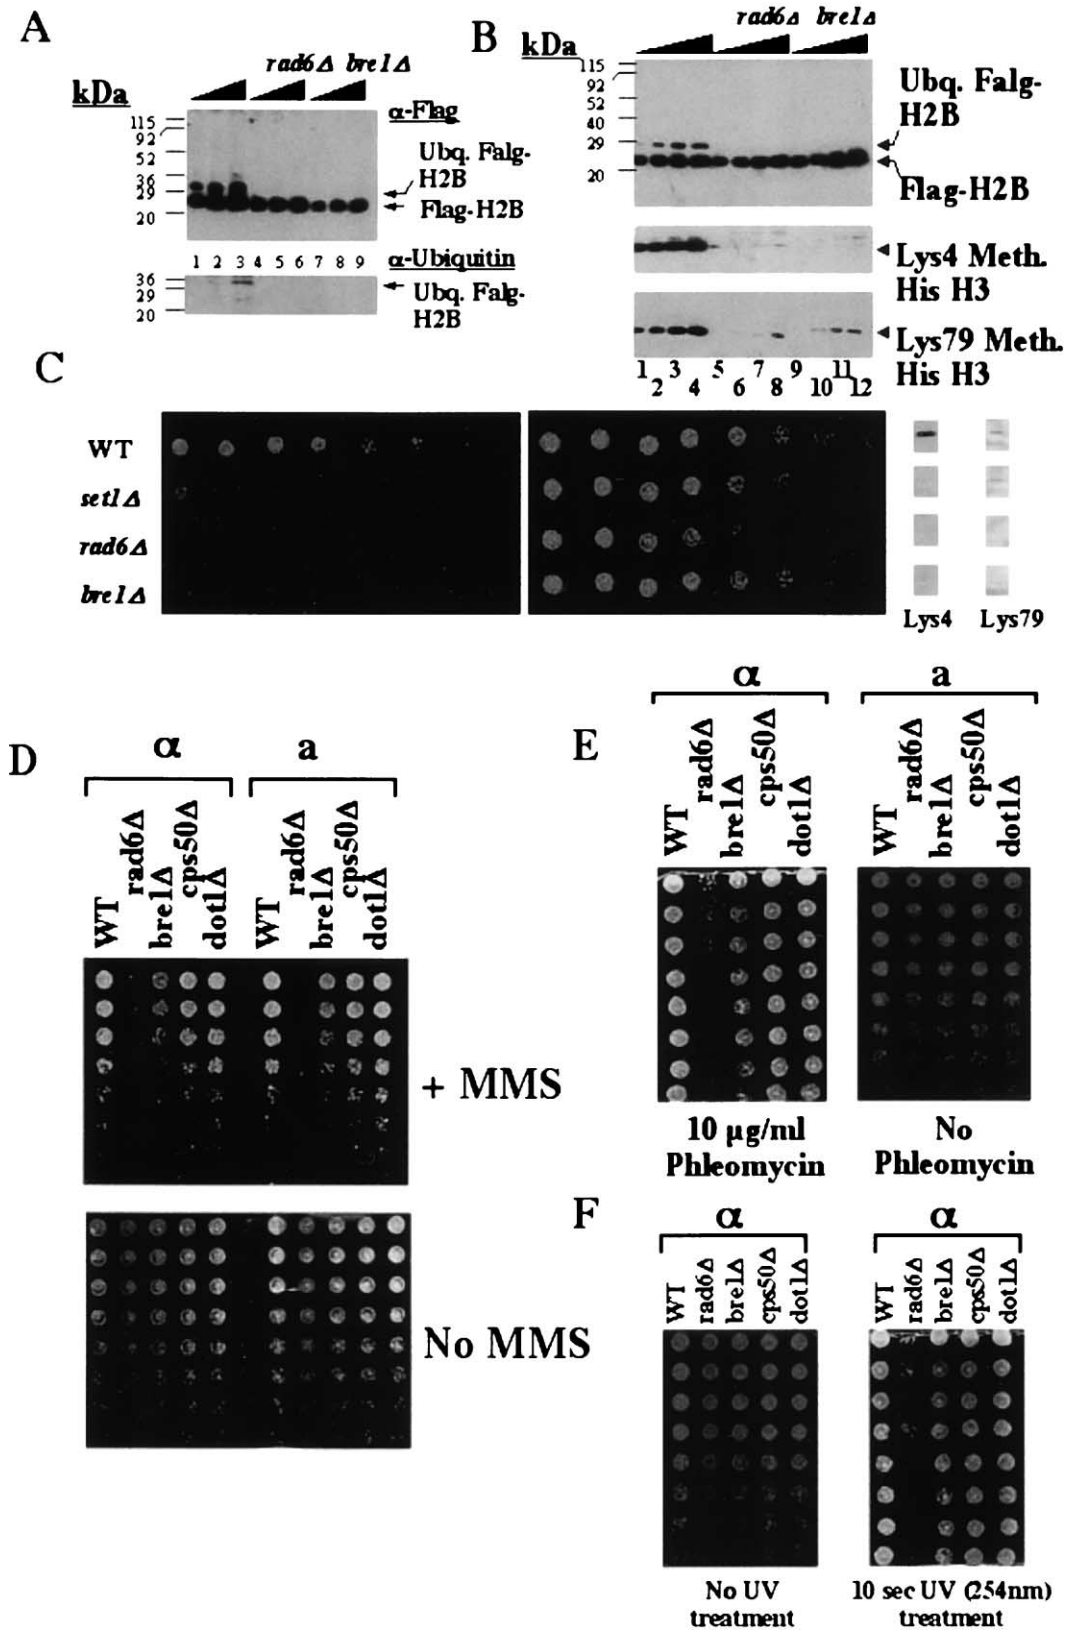 A
rad6Δ bre1Δ
kDa
α-Flag
115
92
52
36
29
20
Ubq. Falg-
H2B
Flag-H2B
1 2 3 4 5 6 7 8 9
α-Ubiquitin
36
29
20
Ubq. Falg-
H2B
B
rad6Δ bre1Δ
kDa
115
92
52
40
29
20
Ubq. Falg-
H2B
Flag-H2B
Lys4 Meth.
His H3
Lys79 Meth.
His H3
1 2 3 4 5 6 7 8 9 10 11 12
C
WT
set1Δ
rad6Δ
bre1Δ
Lys4 Lys79
D
α a
WT rad6Δ bre1Δ cps50Δ dot1Δ WT rad6Δ bre1Δ cps50Δ dot1Δ
+ MMS
No MMS
E
α a
WT rad6Δ bre1Δ cps50Δ dot1Δ WT rad6Δ bre1Δ cps50Δ dot1Δ
10 μg/ml
Phleomycin
No
Phleomycin
F
α α
WT rad6Δ bre1Δ cps50Δ dot1Δ WT rad6Δ bre1Δ cps50Δ dot1Δ
No UV
treatment
10 sec UV (254nm)
treatment